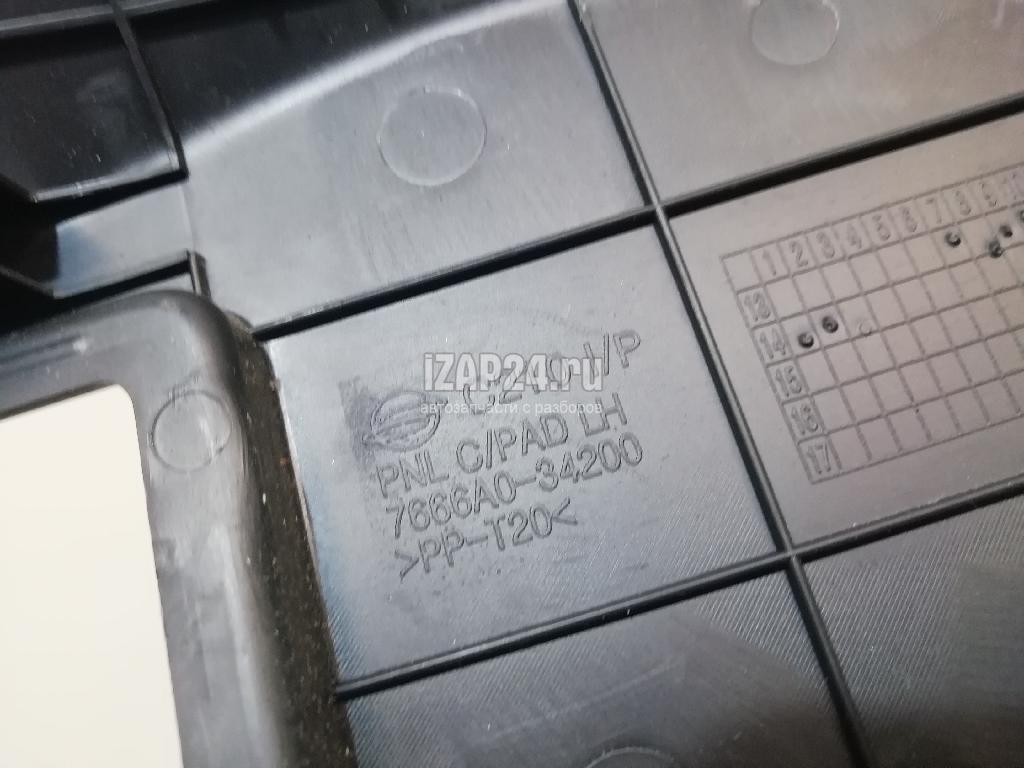 iZAP24.ru
автозапчасти с разборов
I/P
PNL C/PAD LH
7666A0-34200
>PP-T20<
1 2 3 4 5 6 7 8 9 10
13
14
15
16
17